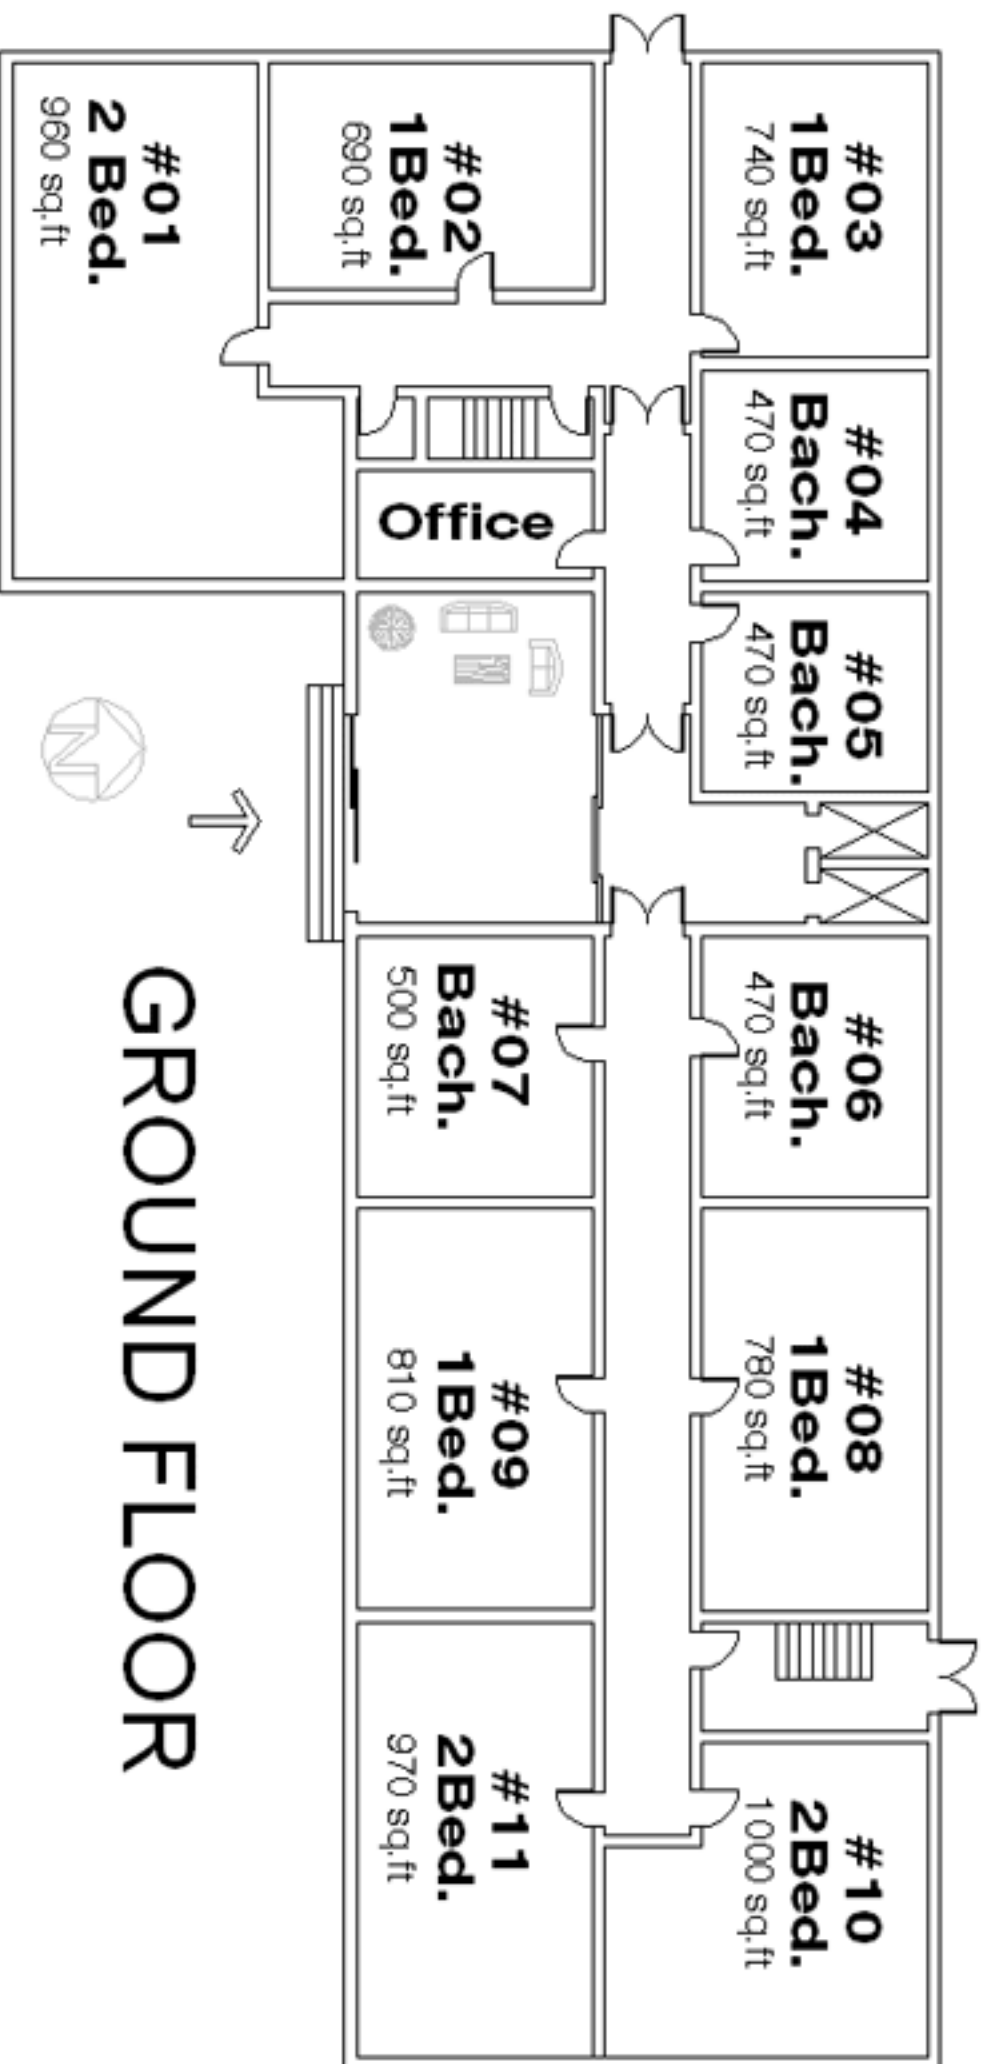 #01
2 Bed.
960 sq.ft
#02
1Bed.
690 sq.ft
#03
1Bed.
740 sq.ft
#04
Bach.
470 sq.ft
#05
Bach.
470 sq.ft
Office
#06
Bach.
470 sq.ft
#07
Bach.
500 sq.ft
#08
1Bed.
780 sq.ft
#09
1Bed.
810 sq.ft
#10
2Bed.
1000 sq.ft
#11
2Bed.
970 sq.ft
N
GROUND FLOOR